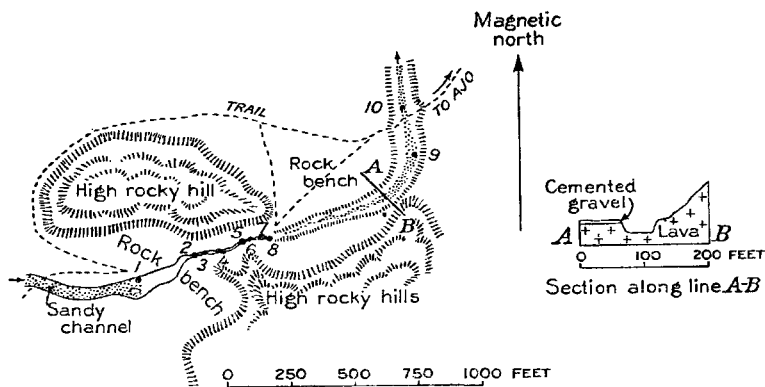 Magnetic
north
TRAIL
10
TO AJO
9
Rock
bench
A
High rocky hill
B
Rock
bench
1
2
3
4
5
6
8
Sandy
channel
High rocky hills
0 250 500 750 1000 FEET
Cemented
gravel
A
Lava
B
0 100 200 FEET
Section along line A-B